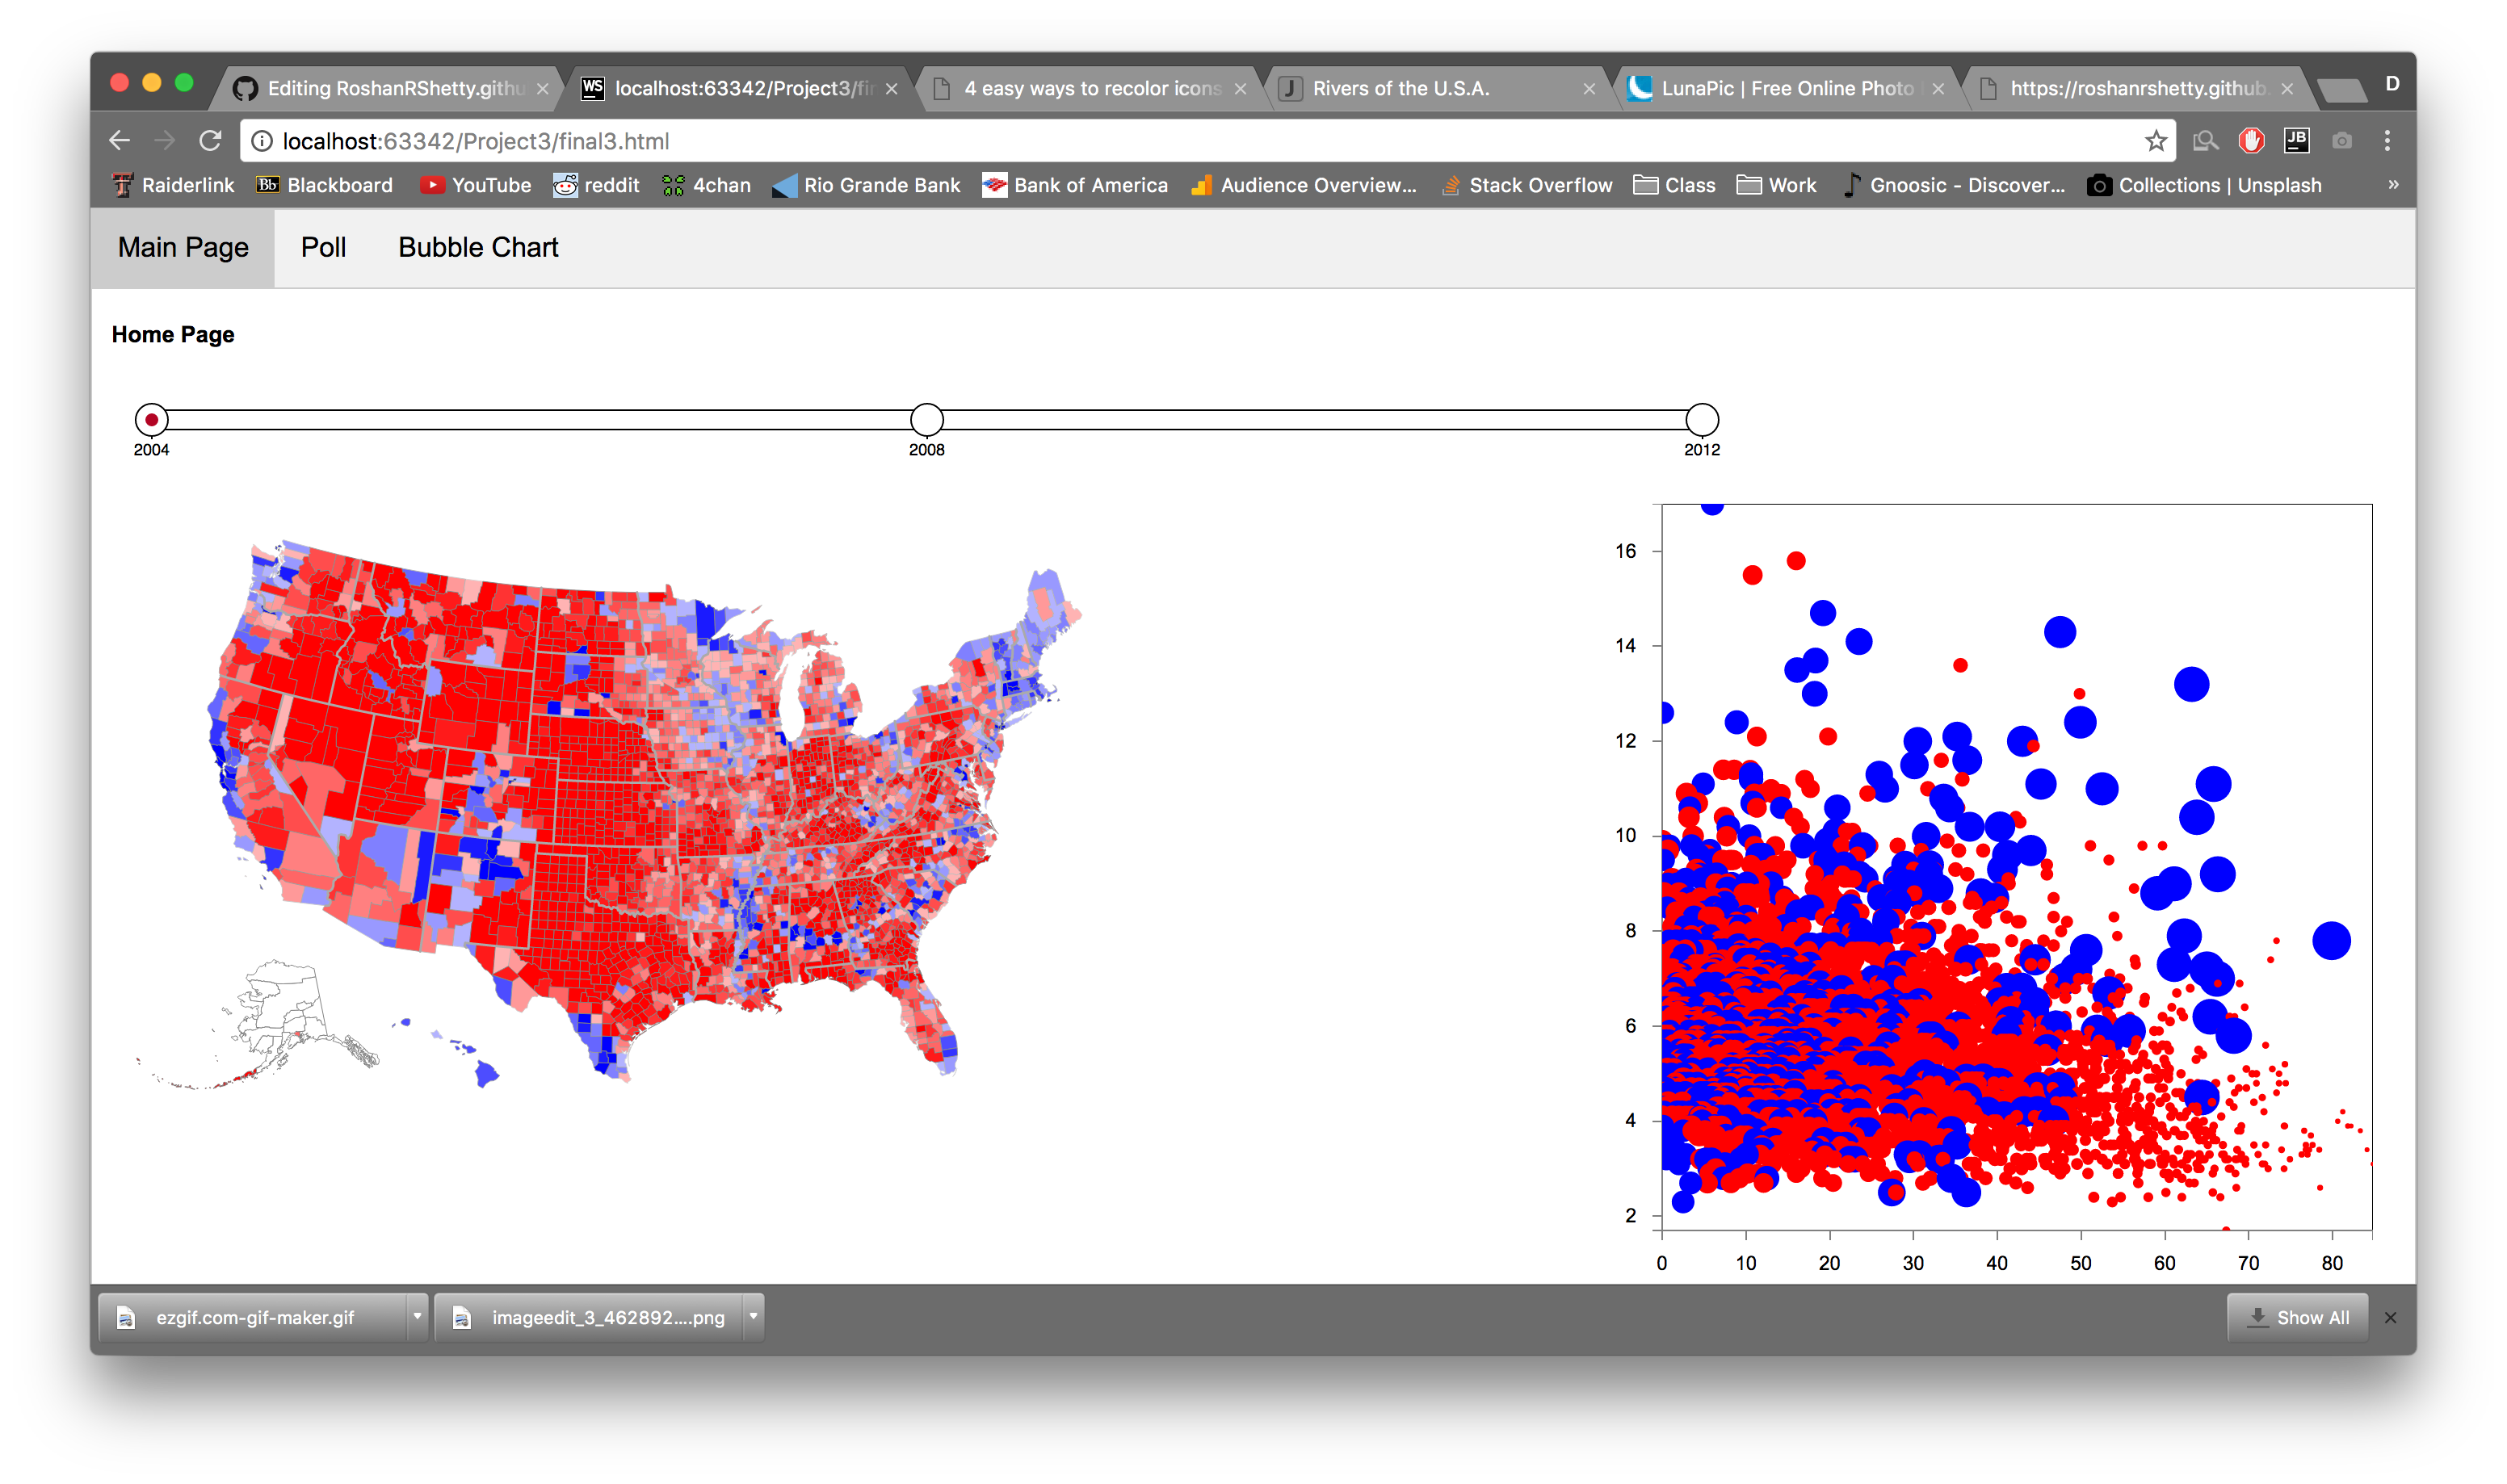 Editing RoshanRShetty.githu
WS localhost:63342/Project3/fir
4 easy ways to recolor icons
J Rivers of the U.S.A.
LunaPic | Free Online Photo
https://roshanrshetty.github.
D
localhost:63342/Project3/final3.html
JB
Raiderlink
Bb Blackboard
YouTube
reddit
4chan
Rio Grande Bank
Bank of America
Audience Overview...
Stack Overflow
Class
Work
Gnoosic - Discover...
Collections | Unsplash
»
Main Page
Poll
Bubble Chart
Home Page
2004
2008
2012
16
14
12
10
8
6
4
2
0
10
20
30
40
50
60
70
80
ezgif.com-gif-maker.gif
imageedit_3_462892....png
Show All